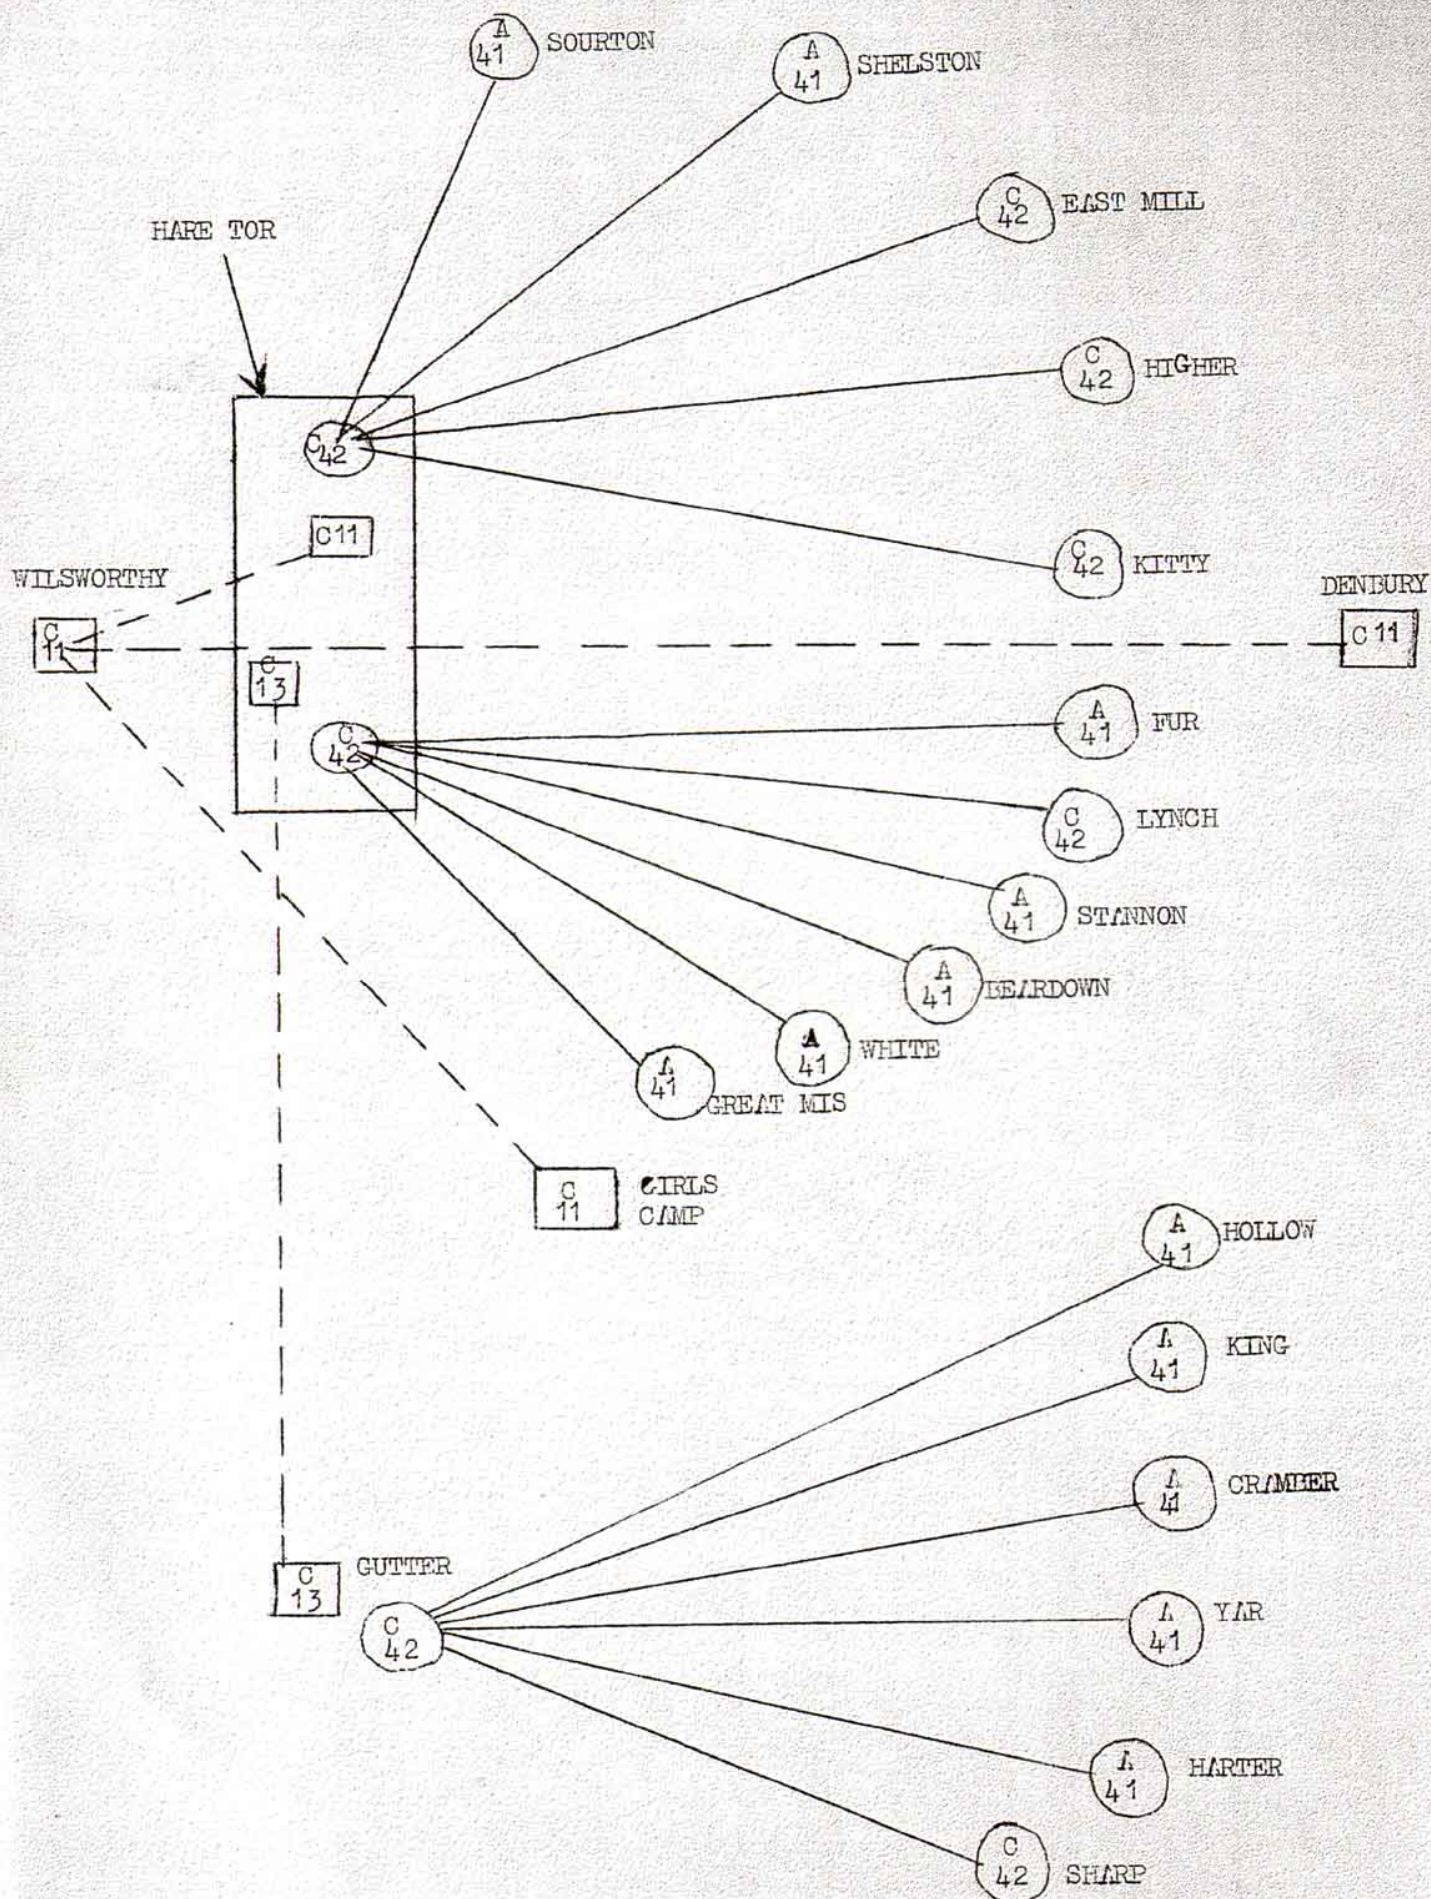 A
41
SOURTON
A
41
SHELSTON
C
42
EAST MILL
HARE TOR
C
42
HIGHER
C
42
C11
C
42
KITTY
WILSWORTHY
C
11
DENBURY
C 11
C
13
C
42
A
41
FUR
C
42
LYNCH
A
41
STANNON
A
41
BEARDOWN
A
41
WHITE
A
41
GREAT MIS
C
11
GIRLS
CAMP
A
41
HOLLOW
A
41
KING
A
41
CRAMBER
C
13
GUTTER
C
42
A
41
YAR
A
41
HARTER
C
42
SHARP